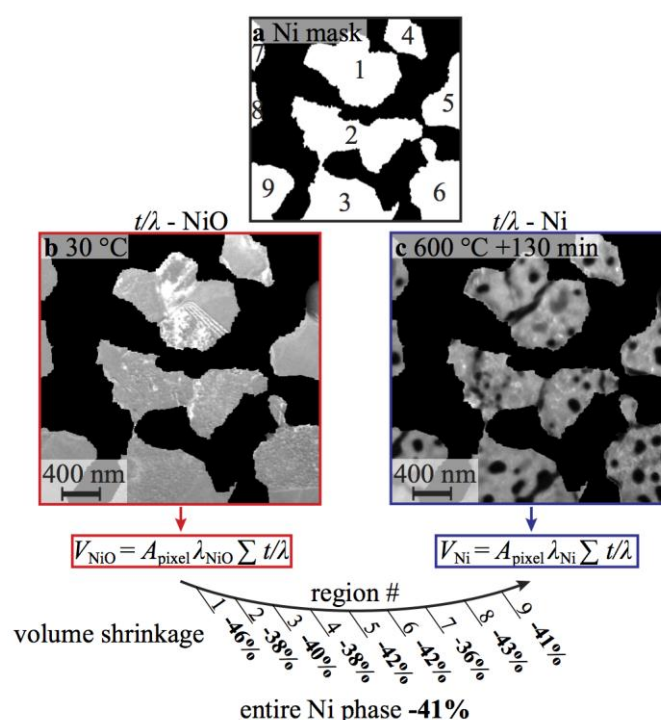 a Ni mask
4
7
1
8
5
2
9
3
6
t/λ - NiO
t/λ - Ni
b 30 °C
c 600 °C +130 min
400 nm
400 nm
V_NiO = A_pixel λ_NiO ∑ t/λ
V_Ni = A_pixel λ_Ni ∑ t/λ
region #
1 2 3 4 5 6 7 8 9
volume shrinkage
-46% -38% -40% -38% -42% -42% -36% -43% -41%
entire Ni phase -41%